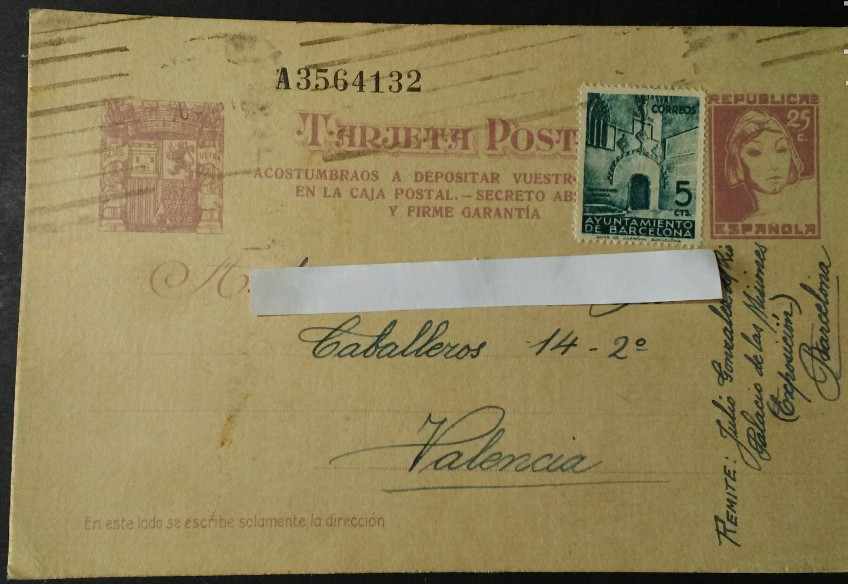 A3564132
TARJETA POST
ACOSTUMBRAOS A DEPOSITAR VUESTR
EN LA CAJA POSTAL.–SECRETO AB
Y FIRME GARANTÍA
CORREOS
5
CTS.
AYUNTAMIENTO
DE BARCELONA
REPUBLICA
25
C.
ESPAÑOLA
A
Caballeros 14-2º
Valencia
REMITE: Julio Gonzalez
Palacio de las Misiones
(Exposición)
Barcelona
En este lado se escribe solamente la dirección